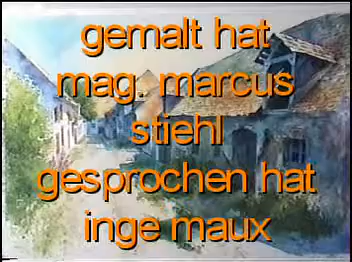 gemalt hat
mag. marcus
stiehl
gesprochen hat
inge maux